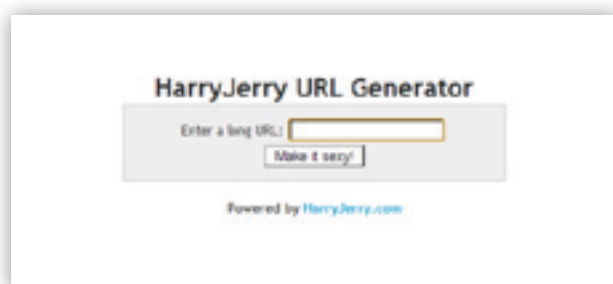 HarryJerry URL Generator
Enter a long URL:
Make it sexy!
Powered by HarryJerry.com